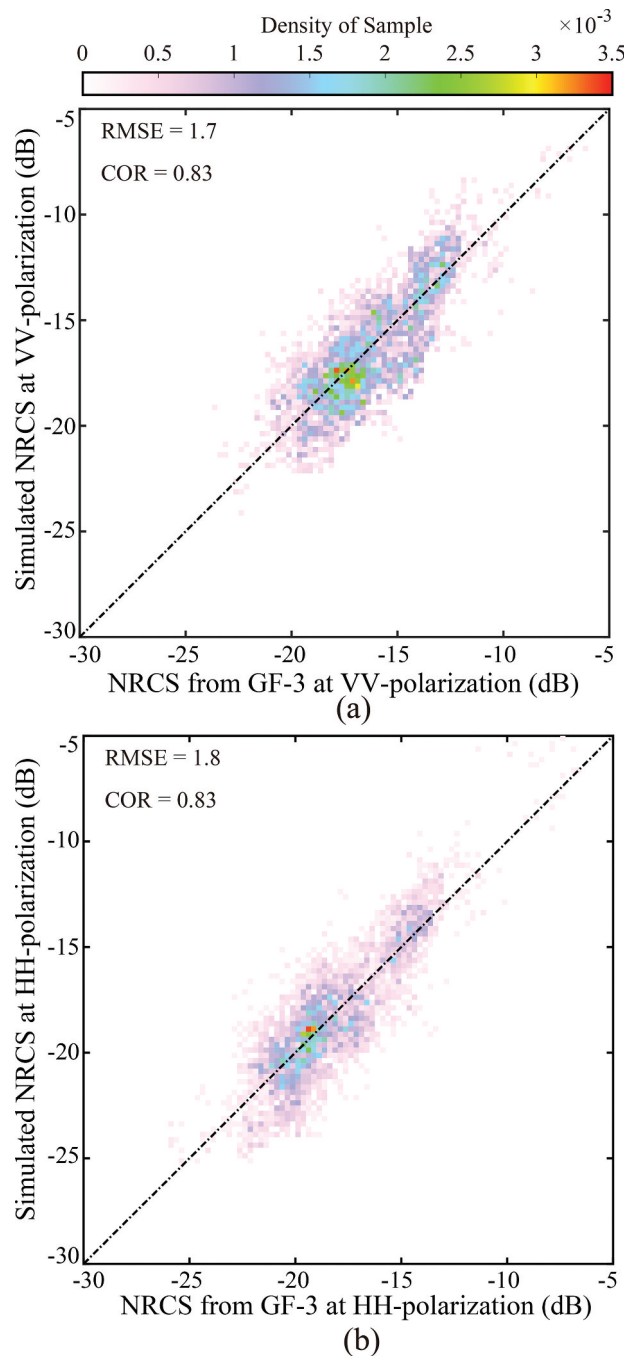 Density of Sample ×10⁻³
0 0.5 1 1.5 2 2.5 3 3.5
-5
RMSE = 1.7
COR = 0.83
-10
-15
-20
-25
-30
Simulated NRCS at VV-polarization (dB)
-30 -25 -20 -15 -10 -5
NRCS from GF-3 at VV-polarization (dB)
(a)
-5
RMSE = 1.8
COR = 0.83
-10
-15
-20
-25
-30
Simulated NRCS at HH-polarization (dB)
-30 -25 -20 -15 -10 -5
NRCS from GF-3 at HH-polarization (dB)
(b)